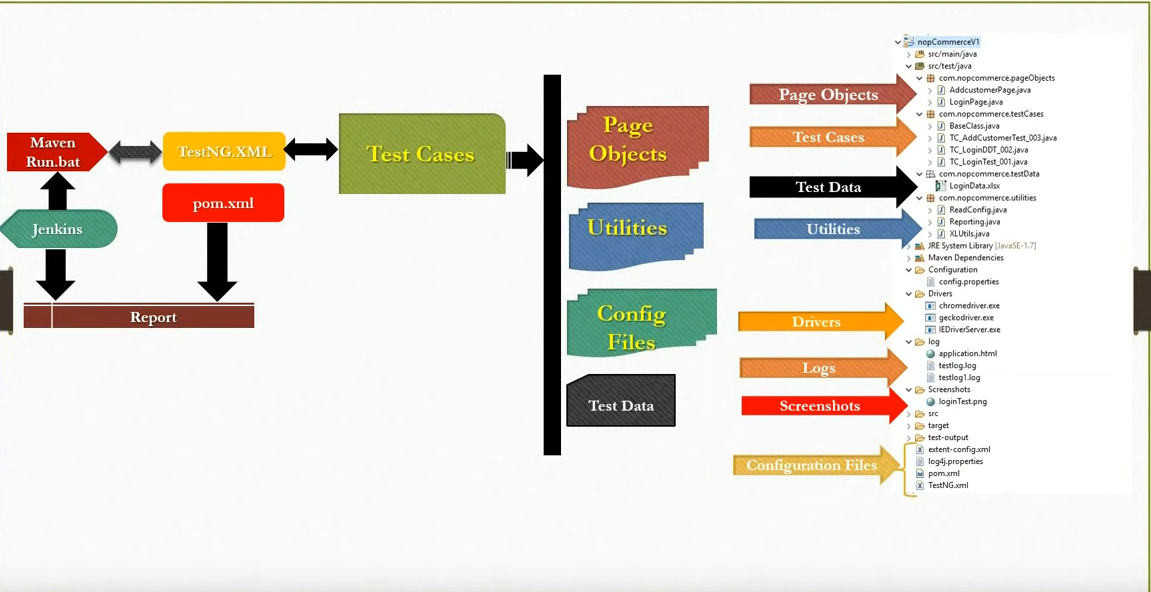 Maven
Run.bat
TestNG.XML
Test Cases
pom.xml
Jenkins
Report
Page
Objects
Utilities
Config
Files
Test Data
Page Objects
Test Cases
Test Data
Utilities
Drivers
Logs
Screenshots
Configuration Files
nopCommerceV1
src/main/java
src/test/java
com.nopcommerce.pageObjects
AddcustomerPage.java
LoginPage.java
com.nopcommerce.testCases
BaseClass.java
TC_AddCustomerTest_003.java
TC_LoginDDT_002.java
TC_LoginTest_001.java
com.nopcommerce.testData
LoginData.xlsx
com.nopcommerce.utilities
ReadConfig.java
Reporting.java
XLUtils.java
JRE System Library [JavaSE-1.7]
Maven Dependencies
Configuration
config.properties
Drivers
chromedriver.exe
geckodriver.exe
IEDriverServer.exe
log
application.html
testlog.log
testlog1.log
Screenshots
loginTest.png
src
target
test-output
extent-config.xml
log4j.properties
pom.xml
TestNG.xml